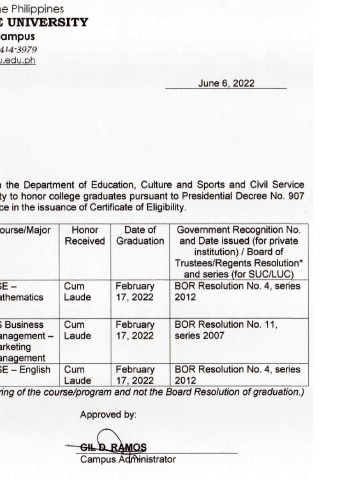 ne Philippines
E UNIVERSITY
ampus
414-3979
u.edu.ph
June 6, 2022
n the Department of Education, Culture and Sports and Civil Service
ty to honor college graduates pursuant to Presidential Decree No. 907
ce in the issuance of Certificate of Eligibility.
ourse/Major Honor Received Date of Graduation Government Recognition No. and Date issued (for private institution) / Board of Trustees/Regents Resolution* and series (for SUC/LUC)
SE – athematics Cum Laude February 17, 2022 BOR Resolution No. 4, series 2012
S Business anagement – arketing anagement Cum Laude February 17, 2022 BOR Resolution No. 11, series 2007
SE – English Cum Laude February 17, 2022 BOR Resolution No. 4, series 2012
ring of the course/program and not the Board Resolution of graduation.)
Approved by:
GIL D. RAMOS
Campus Administrator